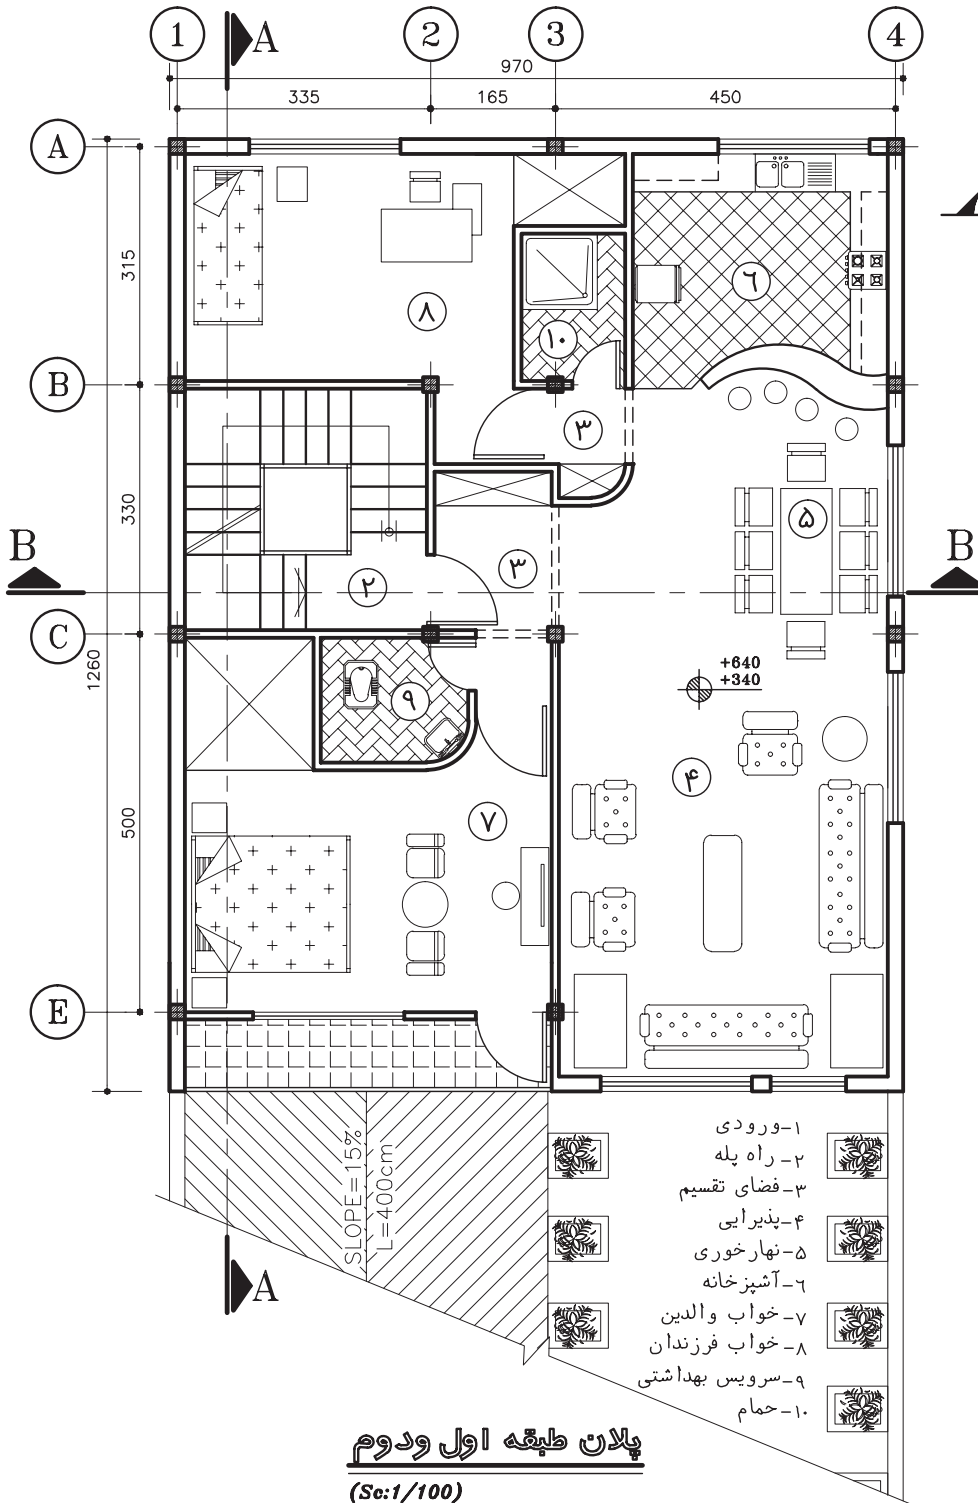 1 2 3 4
A
970
335 165 450
A
315
۸
۶
۱۰
B
۳
330
۵
B B
۲ ۳
C
1260
+640
+340
۹
۴
500
۷
E
SLOPE=15%
L=400cm
A
۱-ورودی
۲-راه پله
۳-فضای تقسیم
۴-پذیرایی
۵-نهارخوری
۶-آشپزخانه
۷-خواب والدین
۸-خواب فرزندان
۹-سرویس بهداشتی
۱۰-حمام
پلان طبقه اول ودوم
(Sc:1/100)